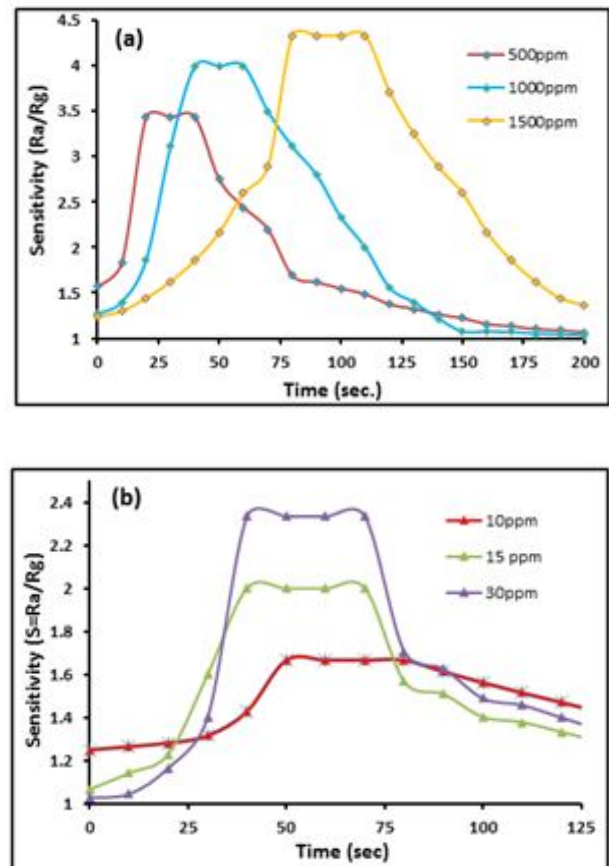 (a)
4.5
4
3.5
3
2.5
2
1.5
1
Sensitivity (Ra/Rg)
500ppm
1000ppm
1500ppm
0 25 50 75 100 125 150 175 200
Time (sec.)
(b)
2.4
2.2
2
1.8
1.6
1.4
1.2
1
Sensitivity (S=Ra/Rg)
10ppm
15 ppm
30ppm
0 25 50 75 100 125
Time (sec)